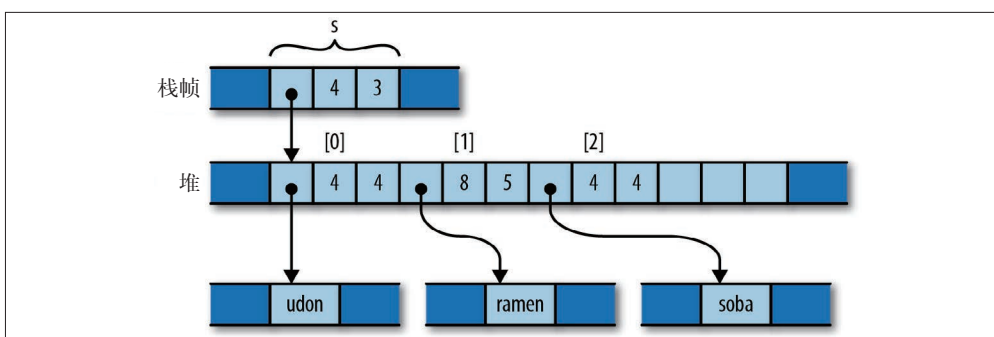 s
栈帧 4 3
[0] [1] [2]
堆 4 4 8 5 4 4
udon ramen soba